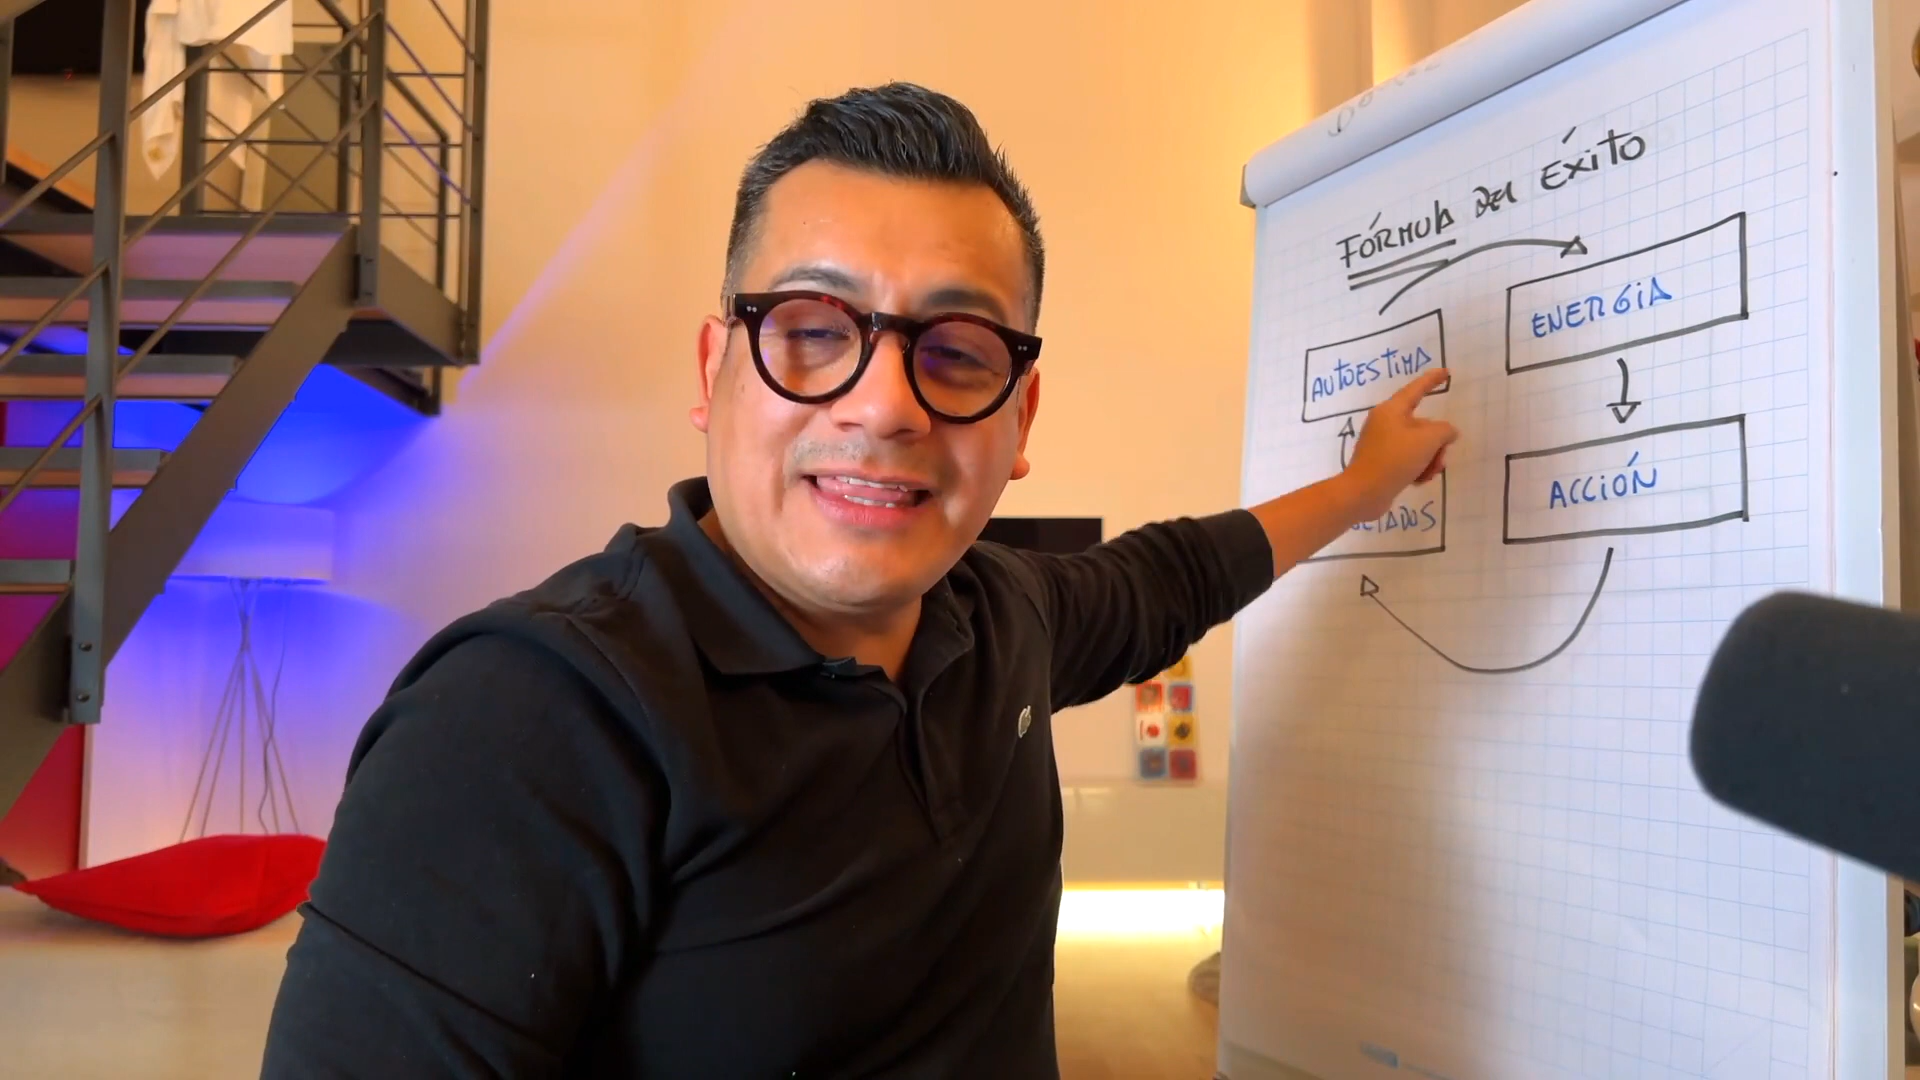 FÓRMULA DEL ÉXITO
AUTOESTIMA
ENERGIA
ACCIÓN